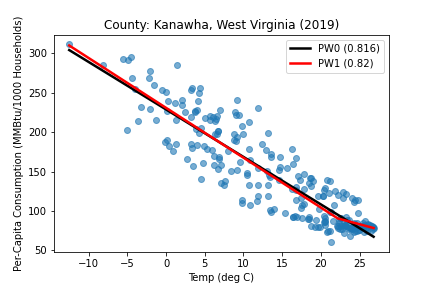 County: Kanawha, West Virginia (2019)
PW0 (0.816)
PW1 (0.82)
Per-Capita Consumption (MMBtu/1000 Households)
300
250
200
150
100
50
−10
−5
0
5
10
15
20
25
Temp (deg C)